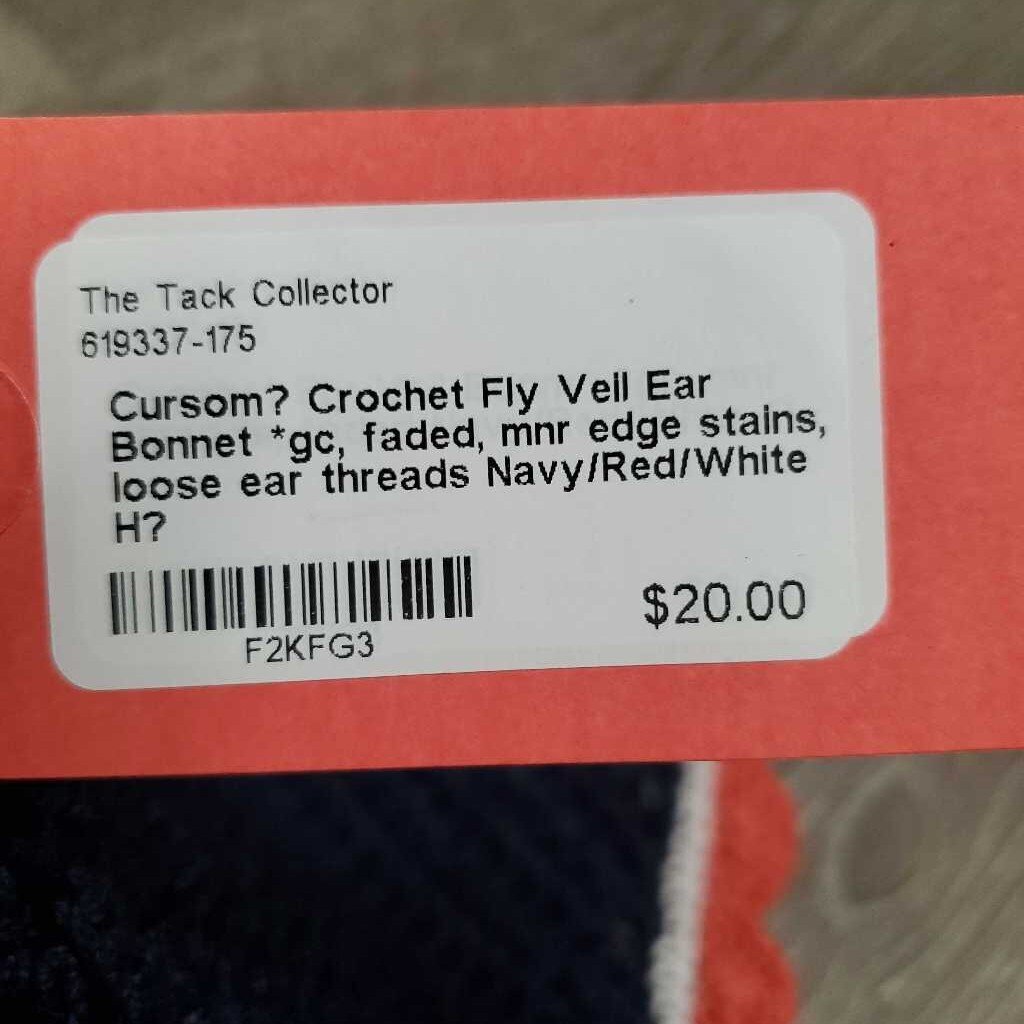 The Tack Collector
619337-175
Cursom? Crochet Fly Veil Ear
Bonnet *gc, faded, mnr edge stains,
loose ear threads Navy/Red/White
H?
F2KFG3
$20.00